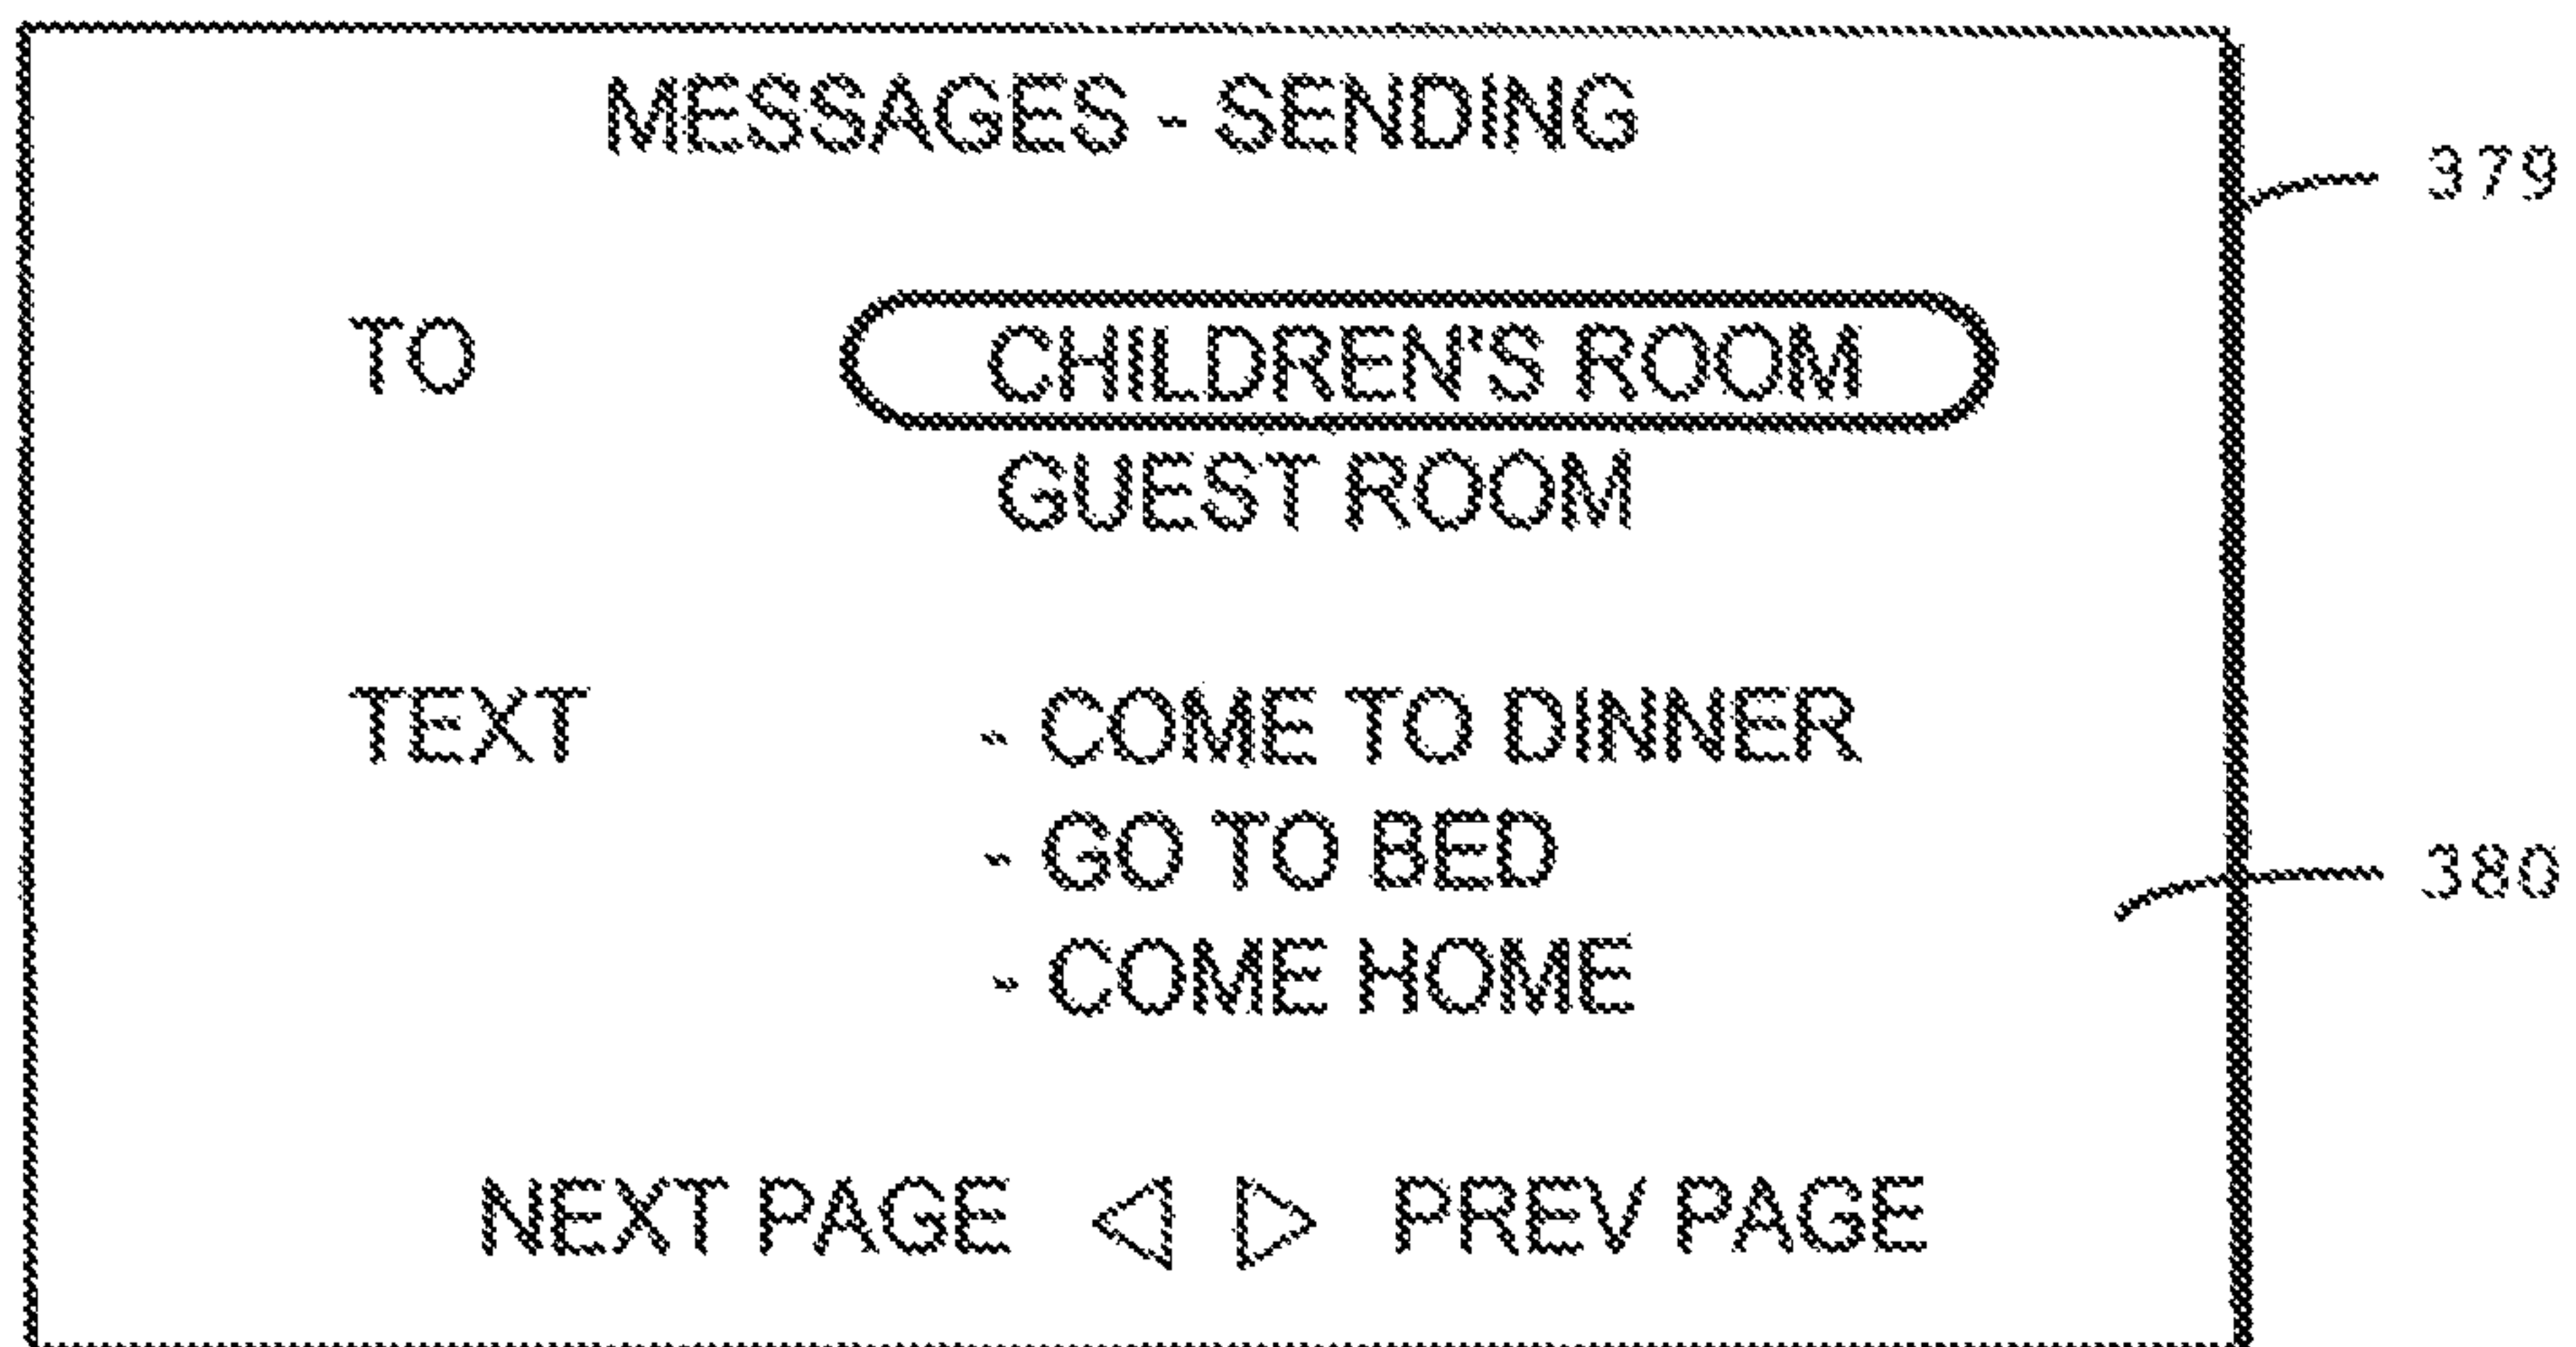 MESSAGES - SENDING
379
TO CHILDREN'S ROOM
GUEST ROOM
TEXT - COME TO DINNER
- GO TO BED
380
- COME HOME
NEXT PAGE ◁ ▷ PREV PAGE